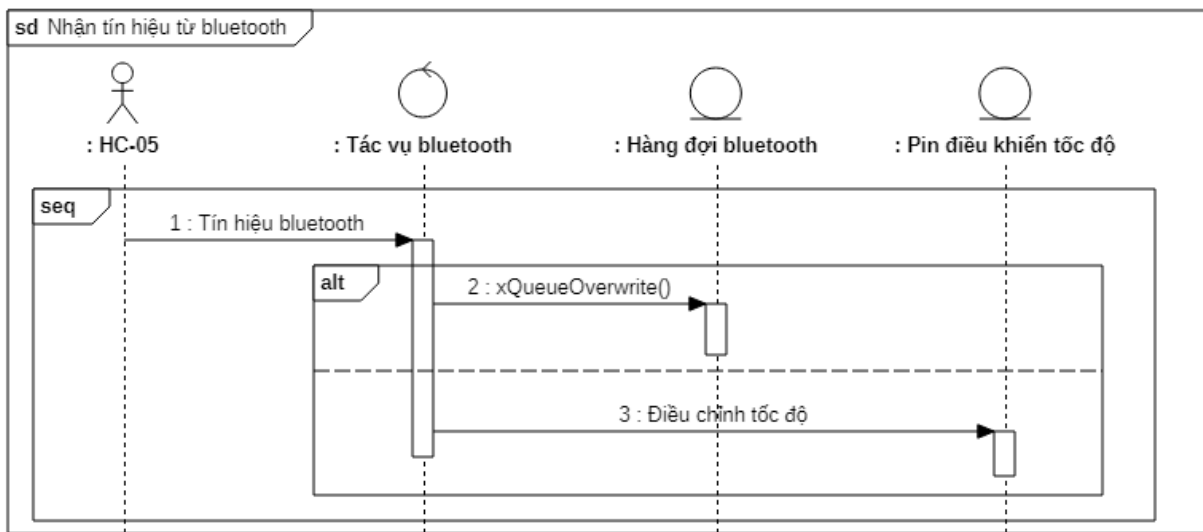 sd Nhận tín hiệu từ bluetooth
: HC-05
: Tác vụ bluetooth
: Hàng đợi bluetooth
: Pin điều khiển tốc độ
seq
1 : Tín hiệu bluetooth
alt
2 : xQueueOverwrite()
3 : Điều chỉnh tốc độ